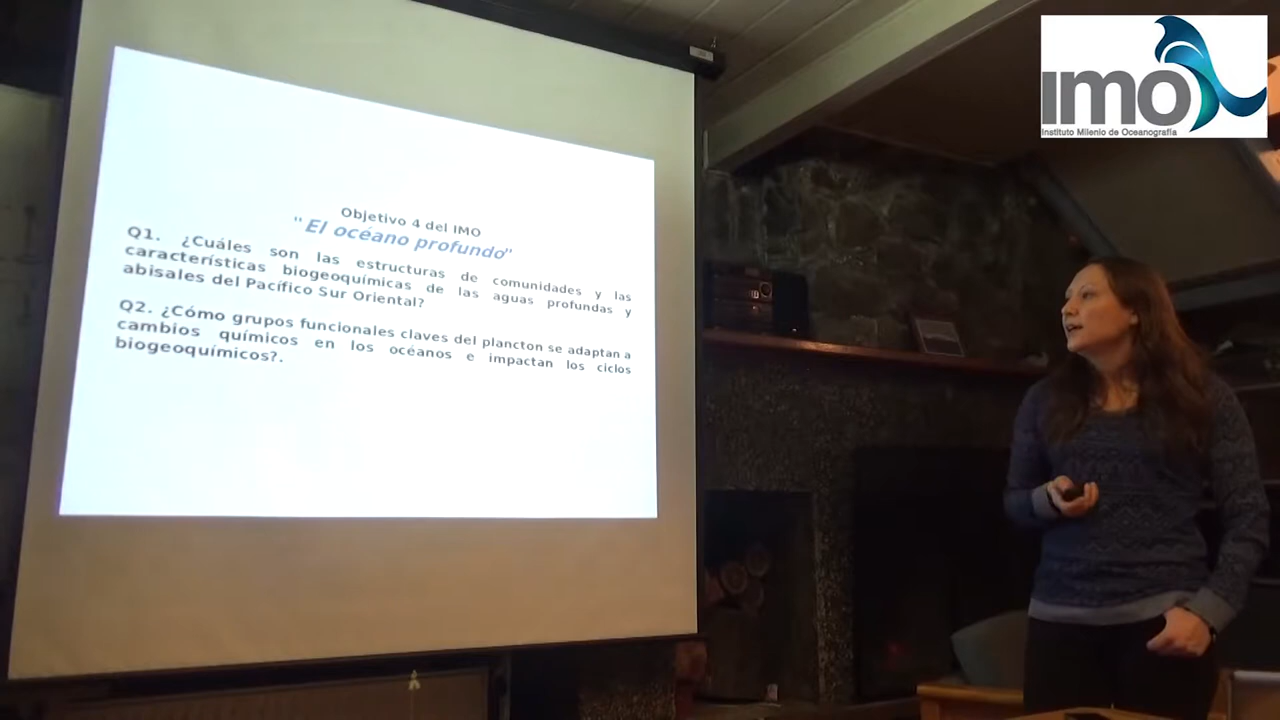 Objetivo 4 del IMO
"El océano profundo"
Q1. ¿Cuáles son las estructuras de comunidades y las
características biogeoquímicas de las aguas profundas y
abisales del Pacífico Sur Oriental?
Q2. ¿Cómo grupos funcionales claves del plancton se adaptan a
cambios químicos en los océanos e impactan los ciclos
biogeoquímicos?.
imo
Instituto Milenio de Oceanografía